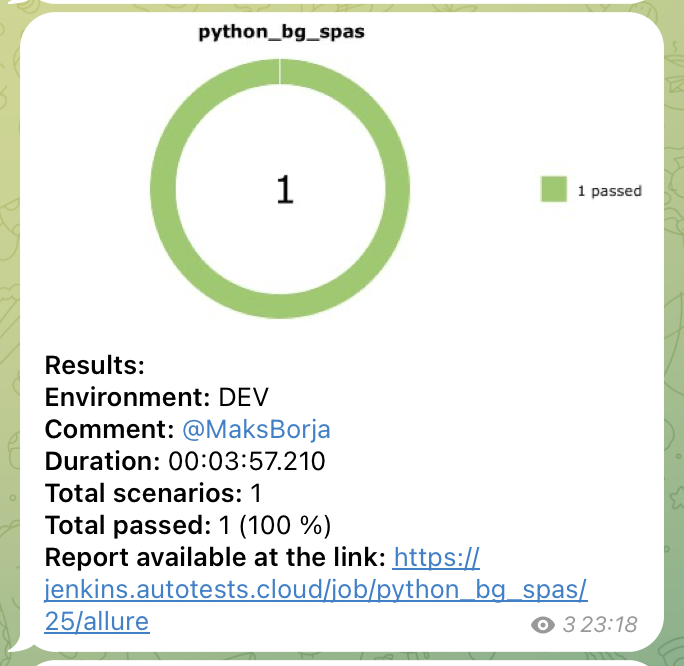 python_bg_spas
1
1 passed
Results:
Environment: DEV
Comment: @MaksBorja
Duration: 00:03:57.210
Total scenarios: 1
Total passed: 1 (100 %)
Report available at the link: https://
jenkins.autotests.cloud/job/python_bg_spas/
25/allure
3 23:18